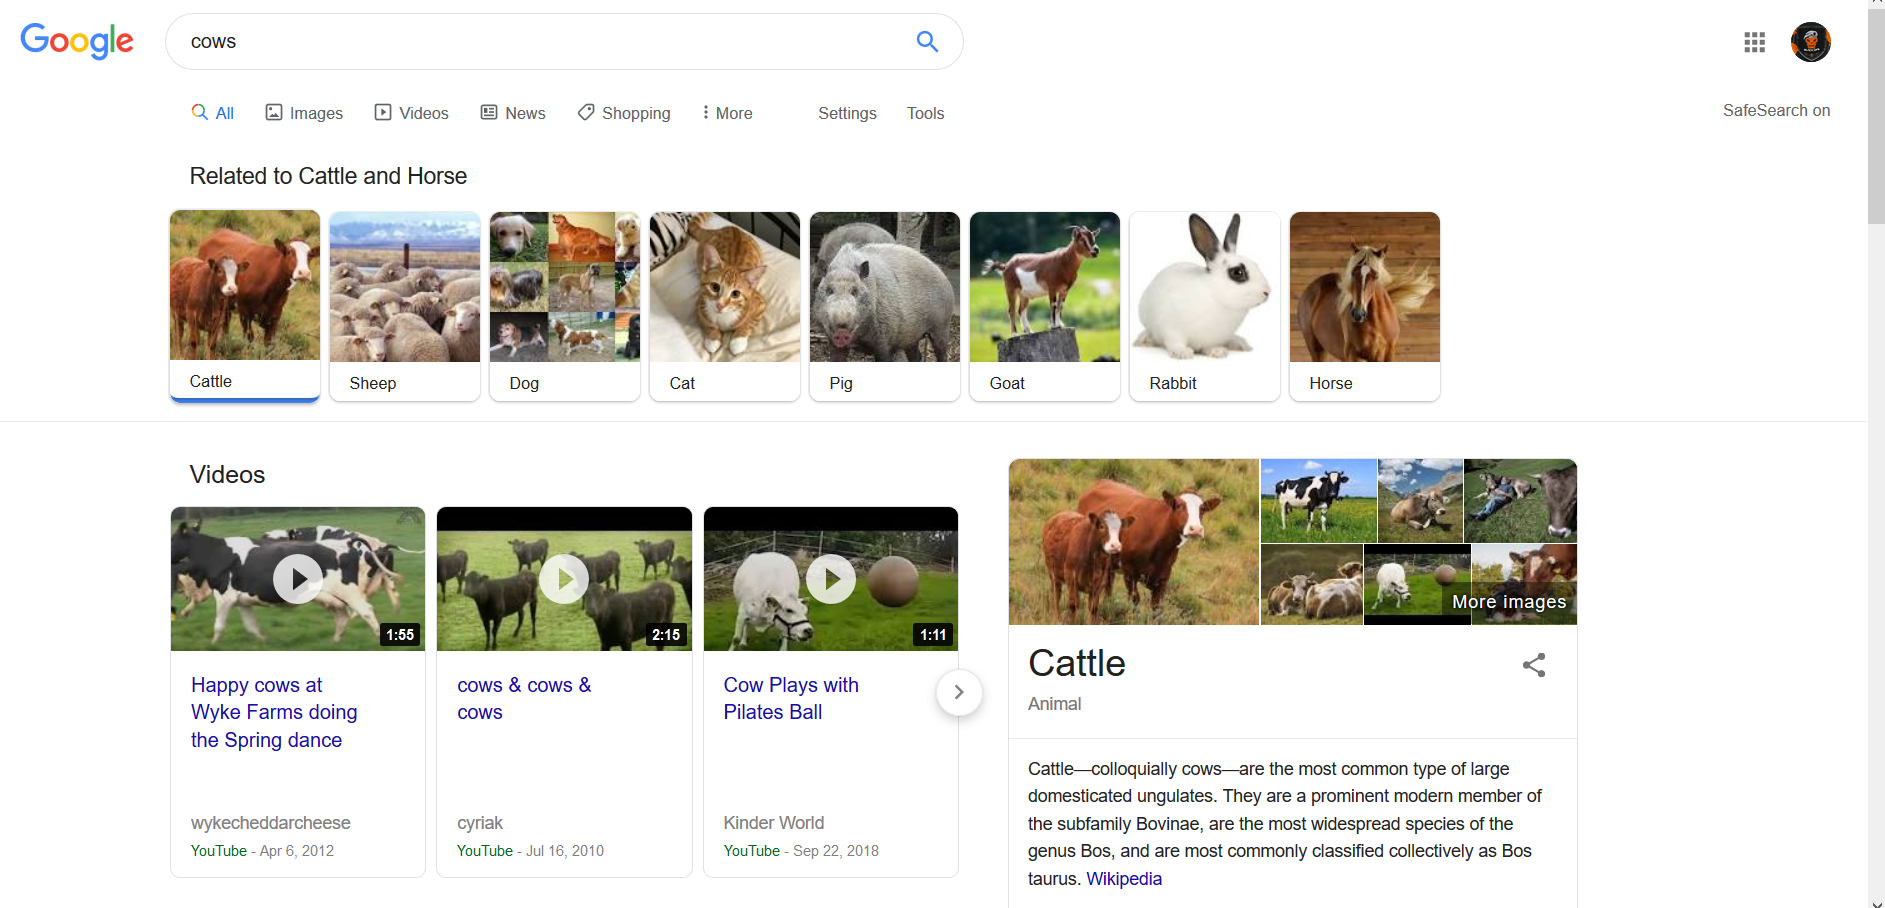 Google
cows
All
Images
Videos
News
Shopping
More
Settings
Tools
SafeSearch on
Related to Cattle and Horse
Cattle
Sheep
Dog
Cat
Pig
Goat
Rabbit
Horse
Videos
1:55
Happy cows at
Wyke Farms doing
the Spring dance
wykecheddarcheese
YouTube - Apr 6, 2012
2:15
cows & cows &
cows
cyriak
YouTube - Jul 16, 2010
1:11
Cow Plays with
Pilates Ball
Kinder World
YouTube - Sep 22, 2018
More images
Cattle
Animal
Cattle—colloquially cows—are the most common type of large
domesticated ungulates. They are a prominent modern member of
the subfamily Bovinae, are the most widespread species of the
genus Bos, and are most commonly classified collectively as Bos
taurus. Wikipedia